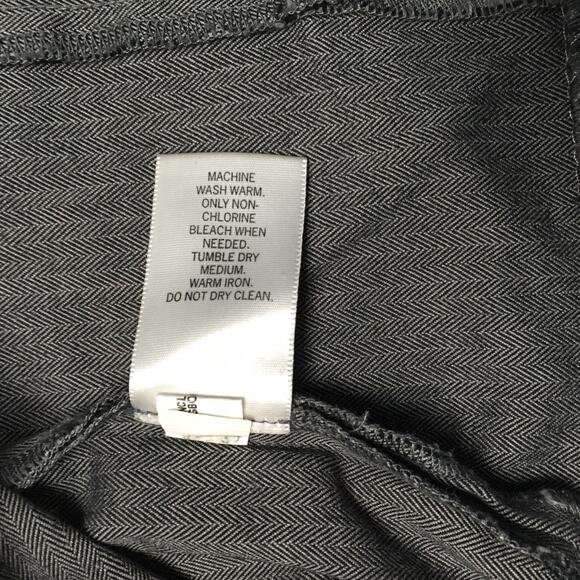 MACHINE
WASH WARM.
ONLY NON-
CHLORINE
BLEACH WHEN
NEEDED.
TUMBLE DRY
MEDIUM.
WARM IRON.
DO NOT DRY CLEAN.